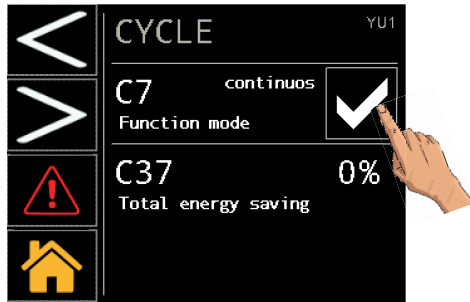 CYCLE YU1
C7 continuos
Function mode
C37 0%
Total energy saving